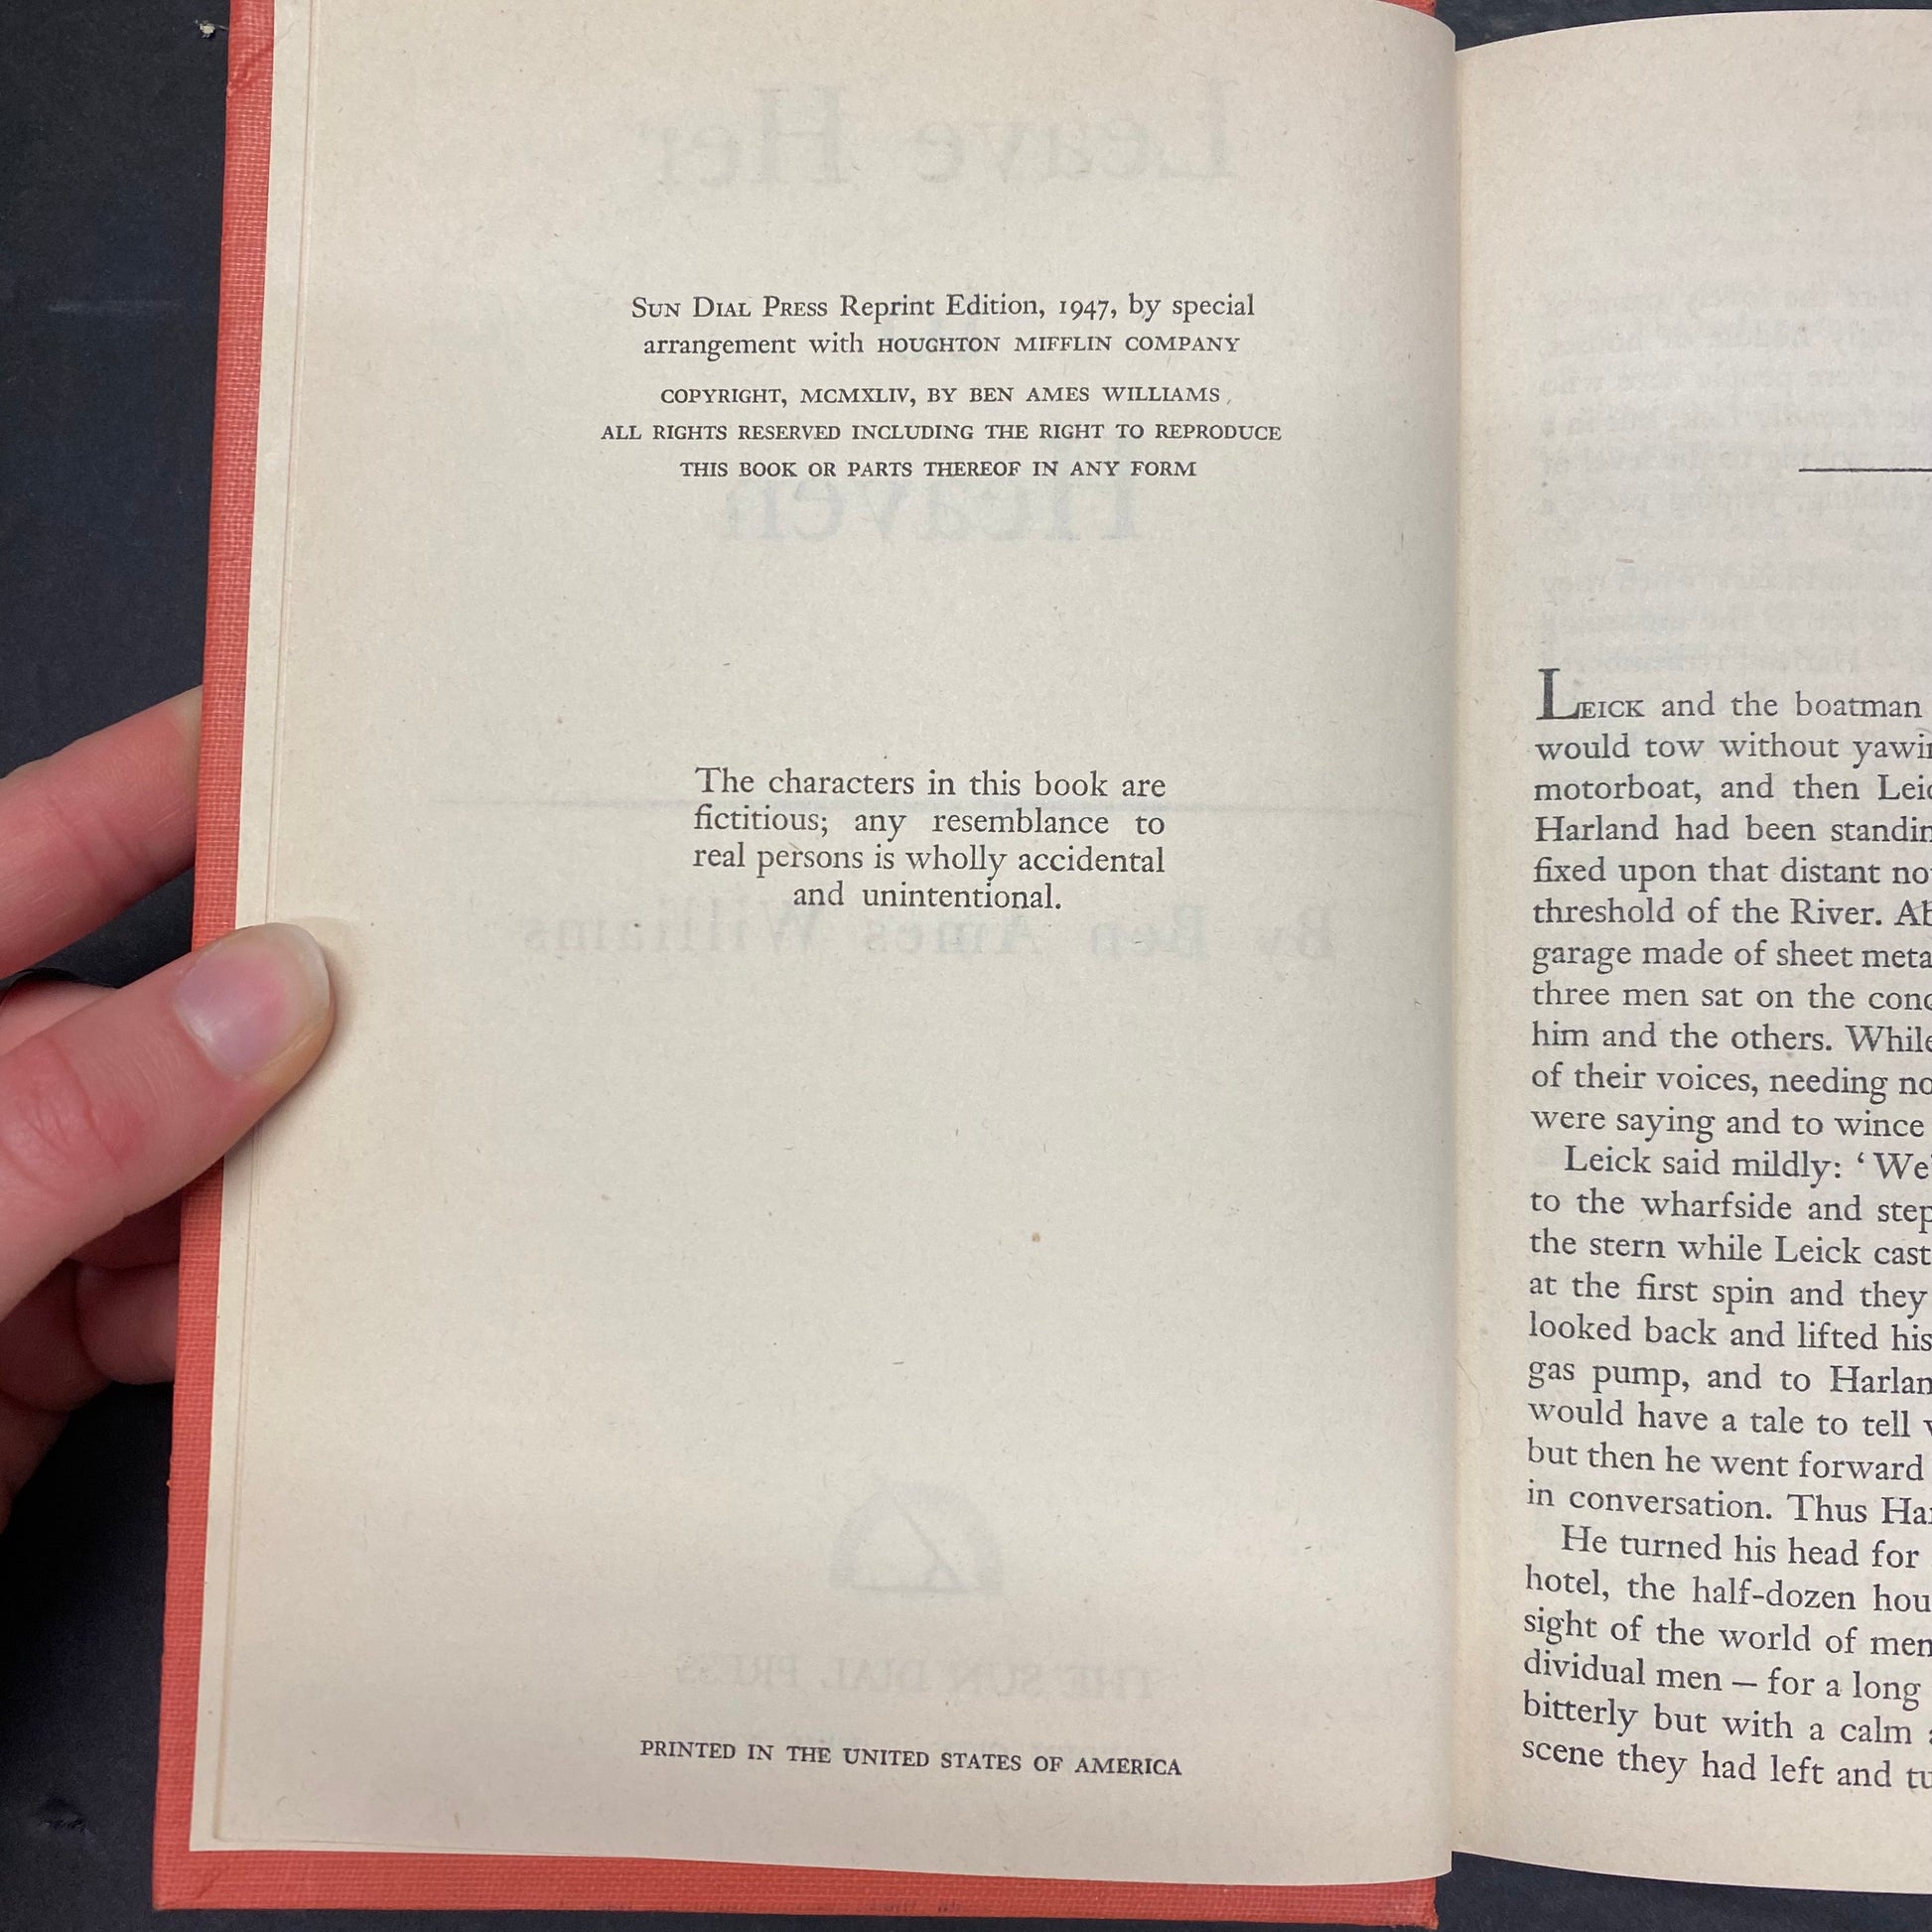 SUN DIAL PRESS Reprint Edition, 1947, by special
arrangement with HOUGHTON MIFFLIN COMPANY
COPYRIGHT, MCMXLIV, BY BEN AMES WILLIAMS
ALL RIGHTS RESERVED INCLUDING THE RIGHT TO REPRODUCE
THIS BOOK OR PARTS THEREOF IN ANY FORM
The characters in this book are
fictitious; any resemblance to
real persons is wholly accidental
and unintentional.
PRINTED IN THE UNITED STATES OF AMERICA
LEICK and the boatman
would tow without
motorboat, and then
Harland had been
fixed upon that distant
threshold of the River.
garage made of sheet
three men sat on the
him and the others. While
of their voices, needing
were saying and to wince
Leick said mildly: ‘
to the wharfside and
the stern while Leick cast
at the first spin and they
looked back and lifted his
gas pump, and to
would have a tale to tell
but then he went forward
in conversation. Thus
He turned his head for
hotel, the half-dozen
sight of the world of men
dividual men – for a long
bitterly but with a calm
scene they had left and